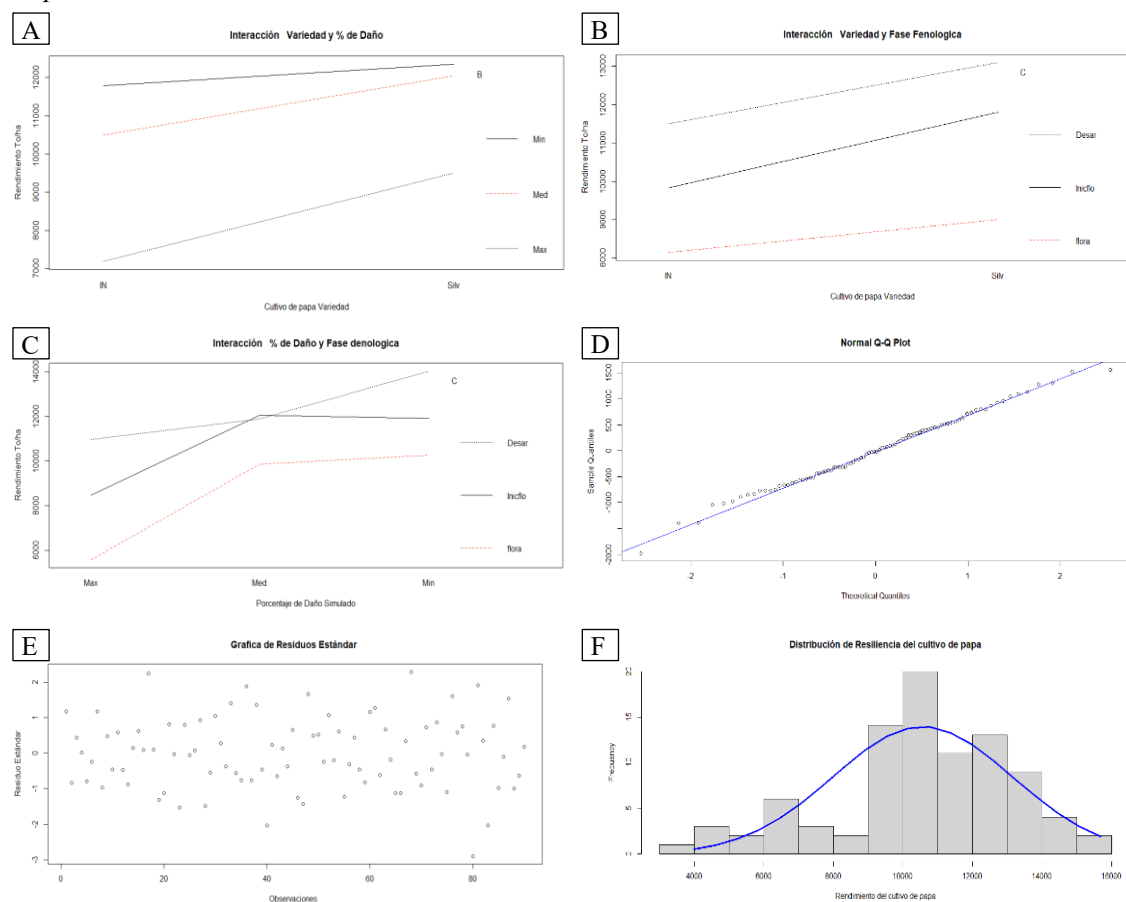 A
Interacción Variedad y % de Daño
Rendimiento To/ha
7000 8000 9000 10000 11000 12000
B
Min
Med
Max
IN Silv
Cultivo de papa Variedad
B
Interacción Variedad y Fase Fenologica
Rendimiento To/ha
8000 9000 10000 11000 12000 13000
C
Desar
Inicflo
flora
IN Silv
Cultivo de papa Variedad
C
Interacción % de Daño y Fase denologica
Rendimiento To/ha
6000 8000 10000 12000 14000
C
Desar
Inicflo
flora
Max Med Min
Porcentaje de Daño Simulado
D
Normal Q-Q Plot
Sample Quantiles
-2000 -1000 -500 0 500 1000 1500
-2 -1 0 1 2
Theoretical Quantiles
E
Grafica de Residuos Estándar
Residuo Estándar
-3 -2 -1 0 1 2
0 20 40 60 80
Observaciones
F
Distribución de Resiliencia del cultivo de papa
Frequency
0 5 10 15 20
4000 6000 8000 10000 12000 14000 16000
Rendimiento del cultivo de papa